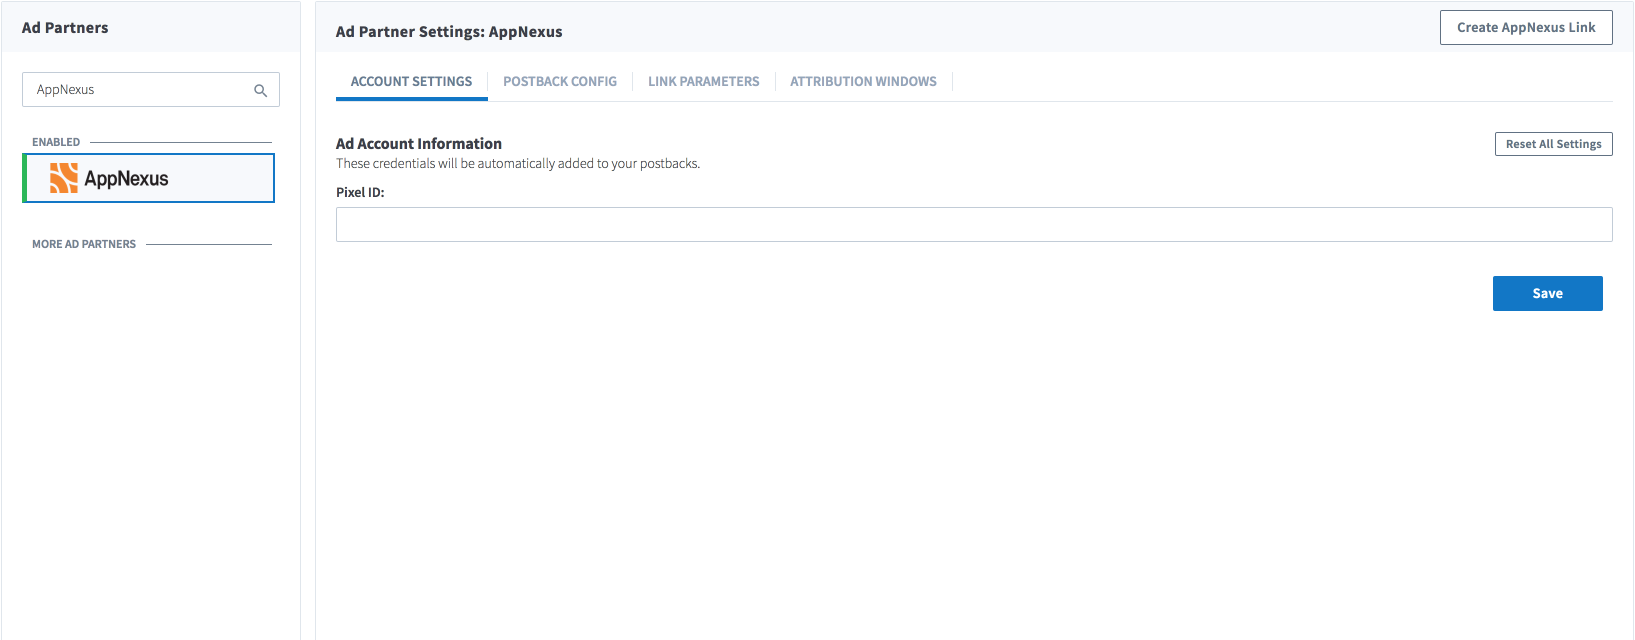 Ad Partners
AppNexus
ENABLED
AppNexus
MORE AD PARTNERS
Ad Partner Settings: AppNexus
Create AppNexus Link
ACCOUNT SETTINGS
POSTBACK CONFIG
LINK PARAMETERS
ATTRIBUTION WINDOWS
Ad Account Information
Reset All Settings
These credentials will be automatically added to your postbacks.
Pixel ID:
Save